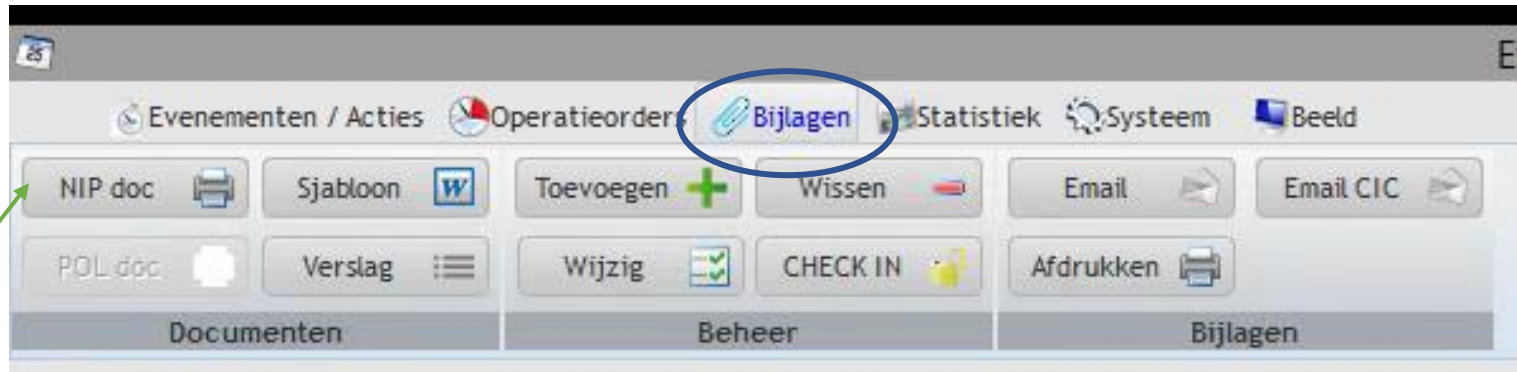 25
E
Evenementen / Acties Operatieorders Bijlagen Statistiek Systeem Beeld
NIP doc Sjabloon W Toevoegen Wissen Email Email CIC
POL doc Verslag Wijzig CHECK IN Afdrukken
Documenten Beheer Bijlagen